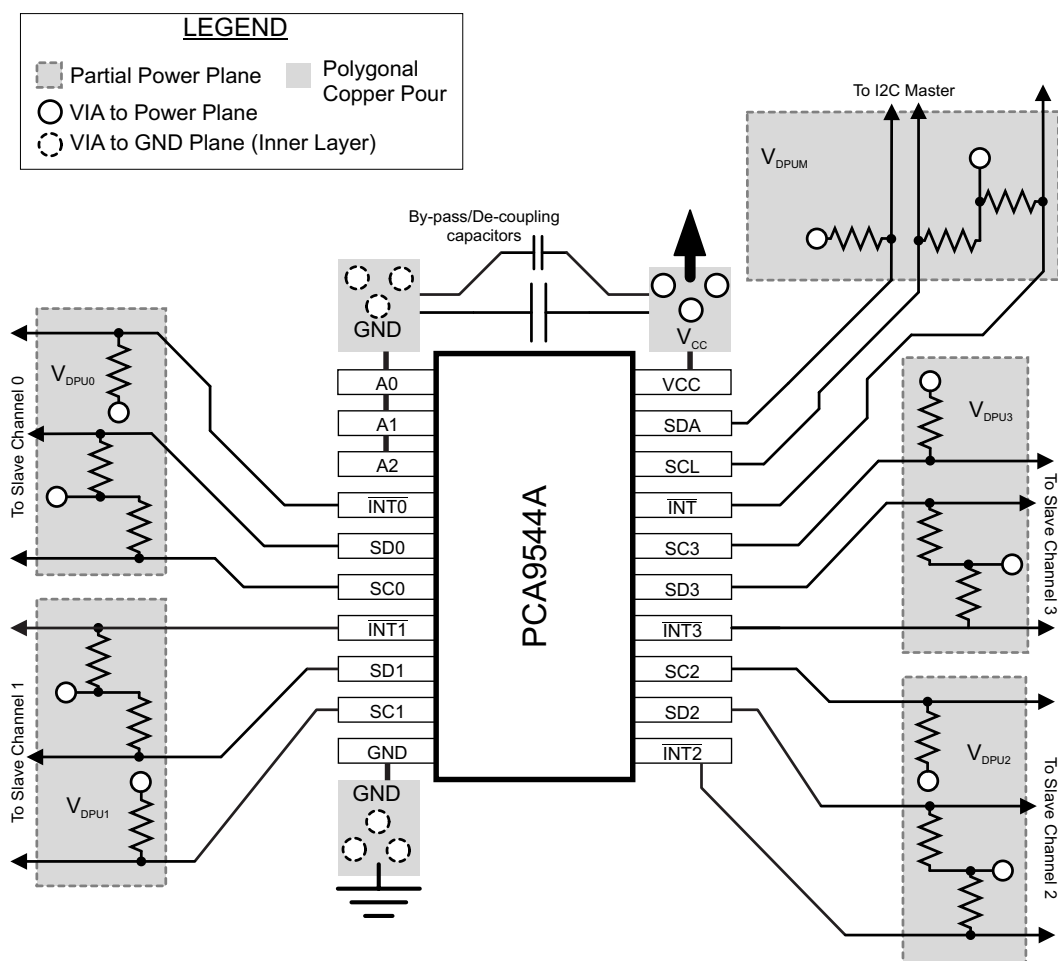 LEGEND
Partial Power Plane
Polygonal
Copper Pour
VIA to Power Plane
VIA to GND Plane (Inner Layer)
To I2C Master
VDPUM
By-pass/De-coupling
capacitors
GND
VCC
VDPU0
To Slave Channel 0
VDPU1
To Slave Channel 1
A0
A1
A2
INT0
SD0
SC0
INT1
SD1
SC1
GND
GND
PCA9544A
VCC
SDA
SCL
INT
SC3
SD3
INT3
SC2
SD2
INT2
VDPU3
To Slave Channel 3
VDPU2
To Slave Channel 2